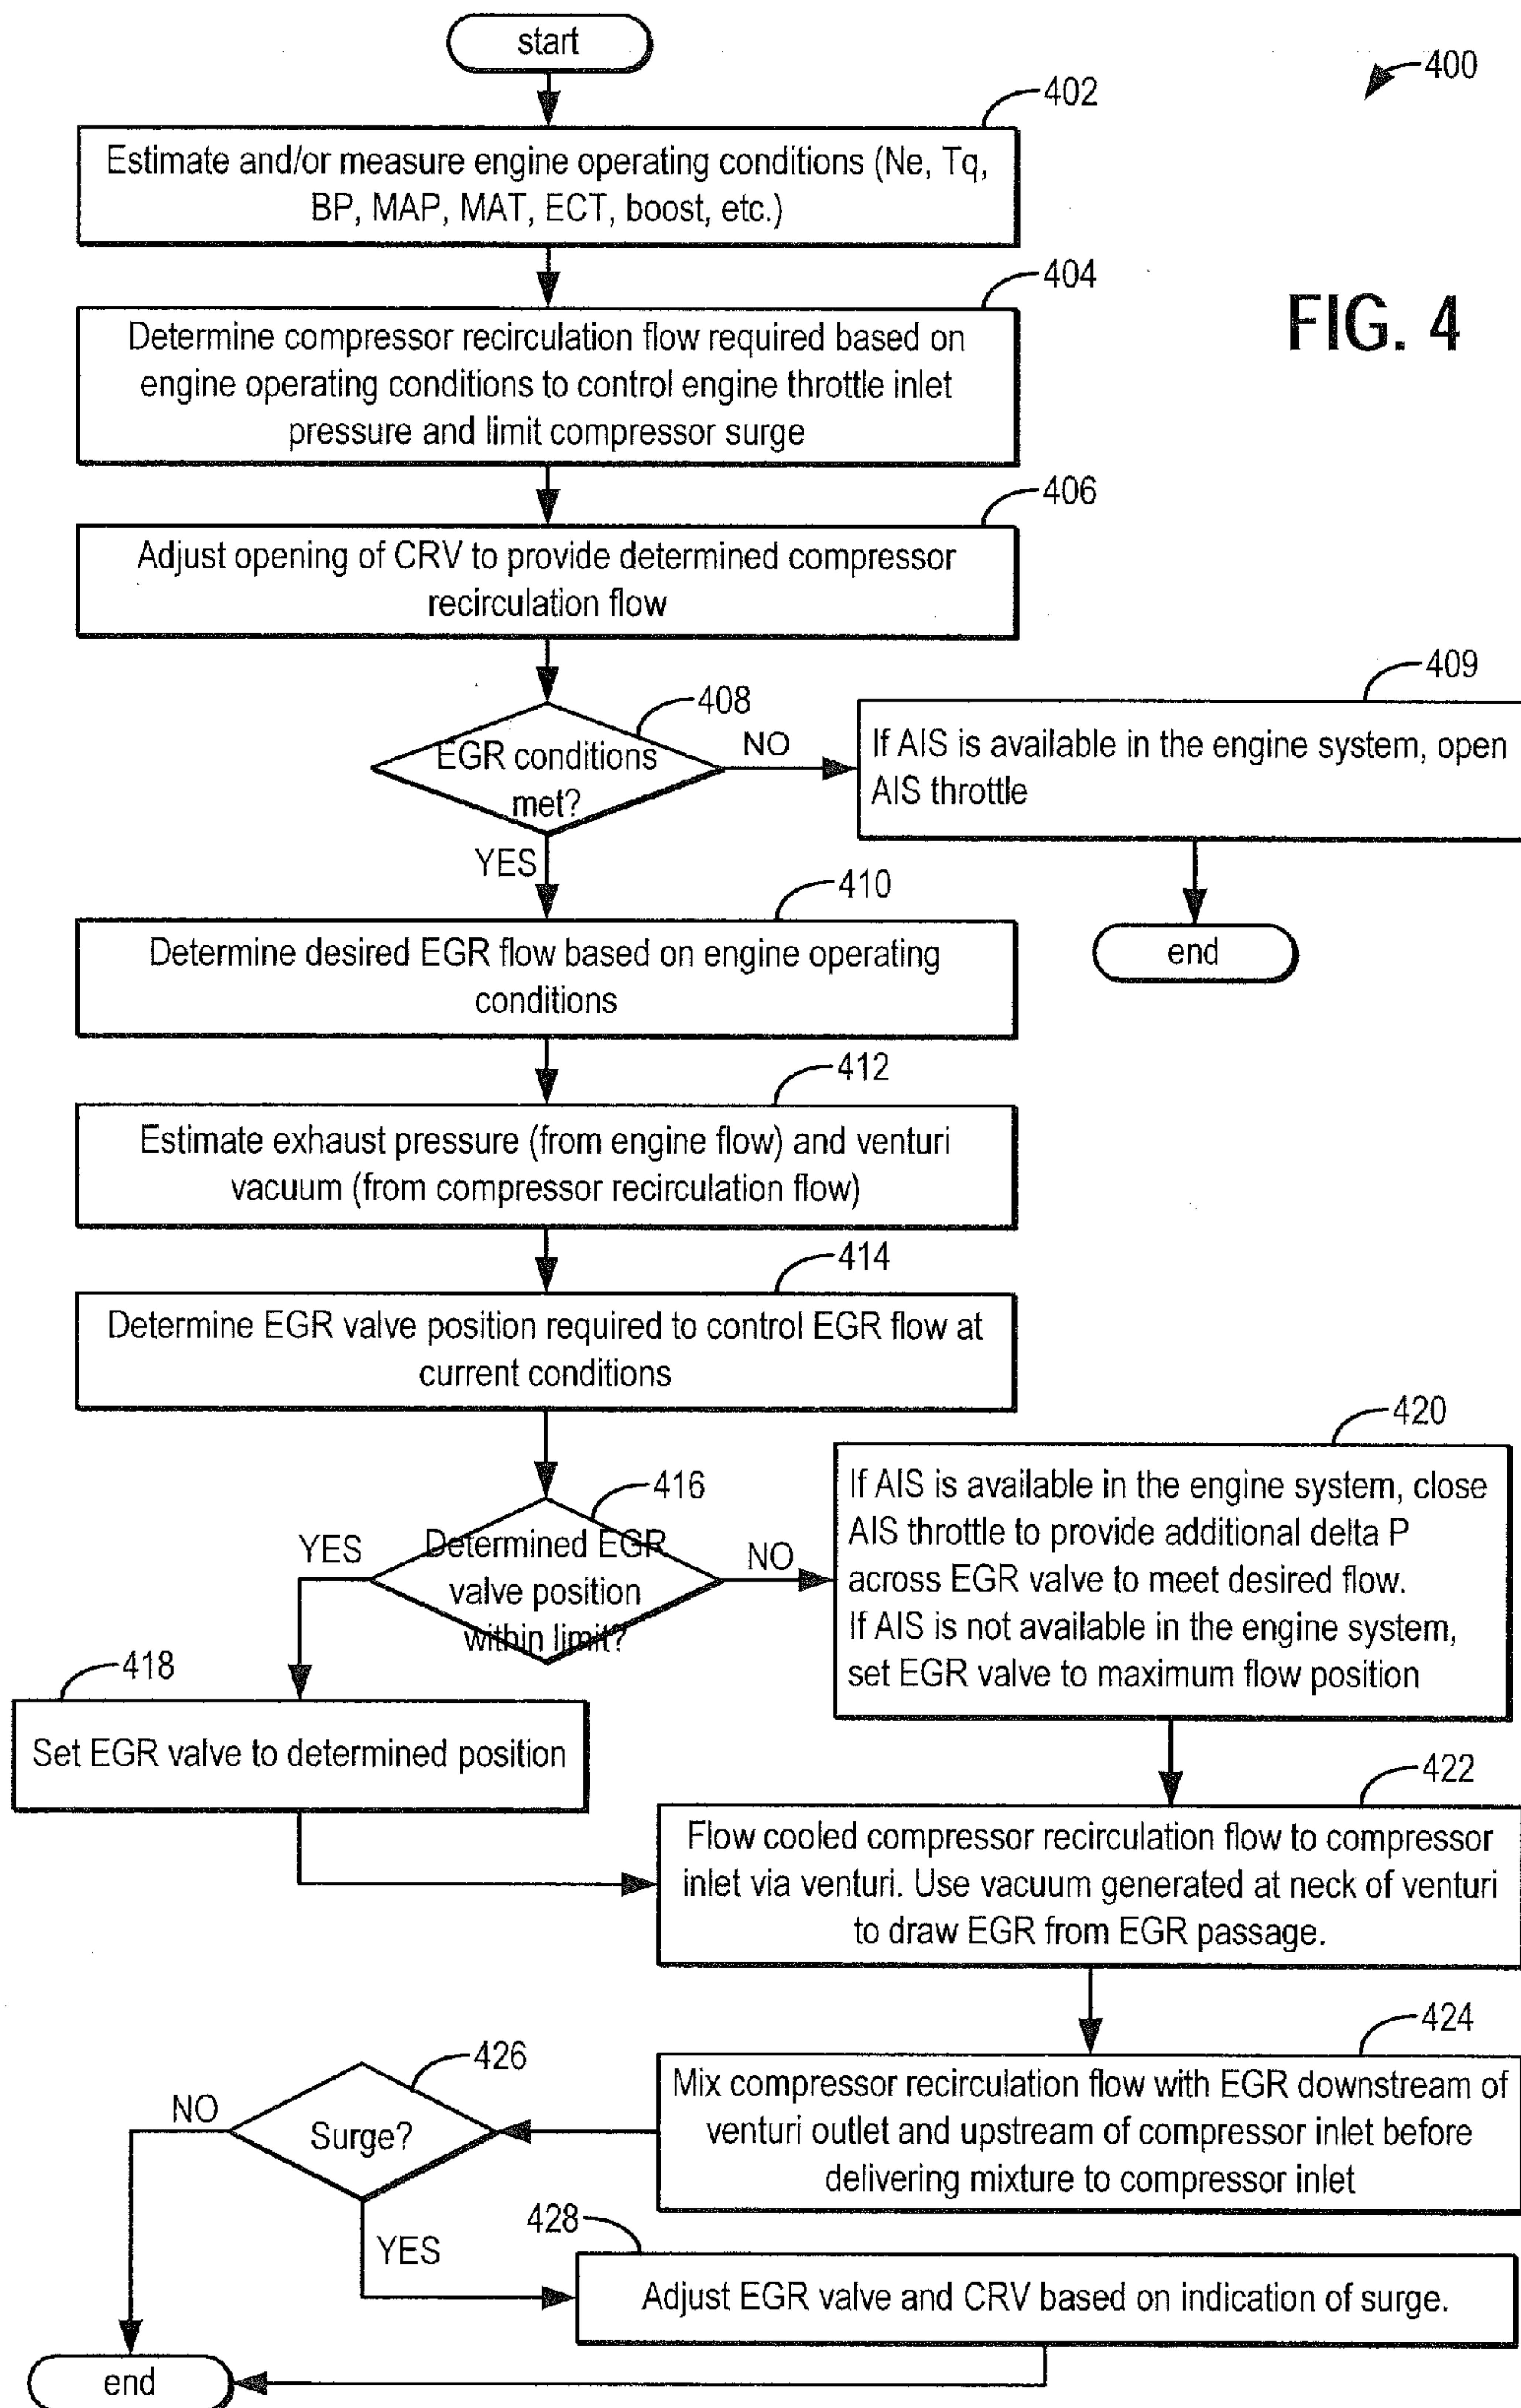 start
400
402
Estimate and/or measure engine operating conditions (Ne, Tq,
BP, MAP, MAT, ECT, boost, etc.)
404
Determine compressor recirculation flow required based on
engine operating conditions to control engine throttle inlet
pressure and limit compressor surge
FIG. 4
406
Adjust opening of CRV to provide determined compressor
recirculation flow
408
EGR conditions
met?
NO
409
If AIS is available in the engine system, open
AIS throttle
end
YES
410
Determine desired EGR flow based on engine operating
conditions
412
Estimate exhaust pressure (from engine flow) and venturi
vacuum (from compressor recirculation flow)
414
Determine EGR valve position required to control EGR flow at
current conditions
416
Determined EGR
valve position
within limit?
YES
NO
420
If AIS is available in the engine system, close
AIS throttle to provide additional delta P
across EGR valve to meet desired flow.
If AIS is not available in the engine system,
set EGR valve to maximum flow position
418
Set EGR valve to determined position
422
Flow cooled compressor recirculation flow to compressor
inlet via venturi. Use vacuum generated at neck of venturi
to draw EGR from EGR passage.
424
Mix compressor recirculation flow with EGR downstream of
venturi outlet and upstream of compressor inlet before
delivering mixture to compressor inlet
426
Surge?
NO
YES
428
Adjust EGR valve and CRV based on indication of surge.
end